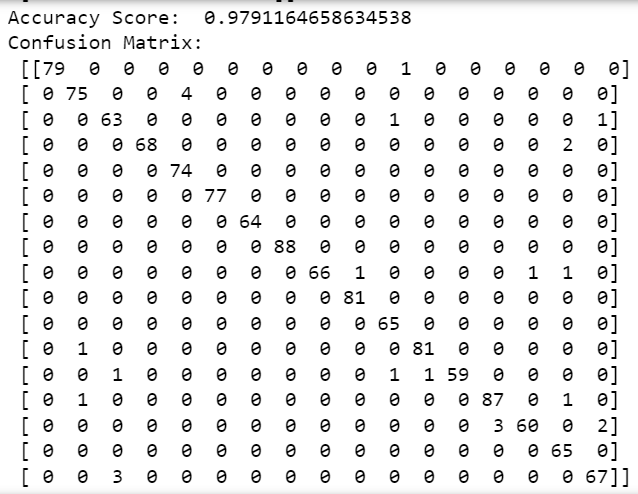 Accuracy Score:  0.9791164658634538
Confusion Matrix:
 [[79  0  0  0  0  0  0  0  0  0  1  0  0  0  0  0  0]
 [ 0 75  0  0  4  0  0  0  0  0  0  0  0  0  0  0  0]
 [ 0  0 63  0  0  0  0  0  0  0  1  0  0  0  0  0  1]
 [ 0  0  0 68  0  0  0  0  0  0  0  0  0  0  0  2  0]
 [ 0  0  0  0 74  0  0  0  0  0  0  0  0  0  0  0  0]
 [ 0  0  0  0  0 77  0  0  0  0  0  0  0  0  0  0  0]
 [ 0  0  0  0  0  0 64  0  0  0  0  0  0  0  0  0  0]
 [ 0  0  0  0  0  0  0 88  0  0  0  0  0  0  0  0  0]
 [ 0  0  0  0  0  0  0  0 66  1  0  0  0  0  1  1  0]
 [ 0  0  0  0  0  0  0  0  0 81  0  0  0  0  0  0  0]
 [ 0  0  0  0  0  0  0  0  0  0 65  0  0  0  0  0  0]
 [ 0  1  0  0  0  0  0  0  0  0  0 81  0  0  0  0  0]
 [ 0  0  1  0  0  0  0  0  0  0  1  1 59  0  0  0  0]
 [ 0  1  0  0  0  0  0  0  0  0  0  0  0 87  0  1  0]
 [ 0  0  0  0  0  0  0  0  0  0  0  0  0  3 60  0  2]
 [ 0  0  0  0  0  0  0  0  0  0  0  0  0  0  0 65  0]
 [ 0  0  3  0  0  0  0  0  0  0  0  0  0  0  0  0 67]]